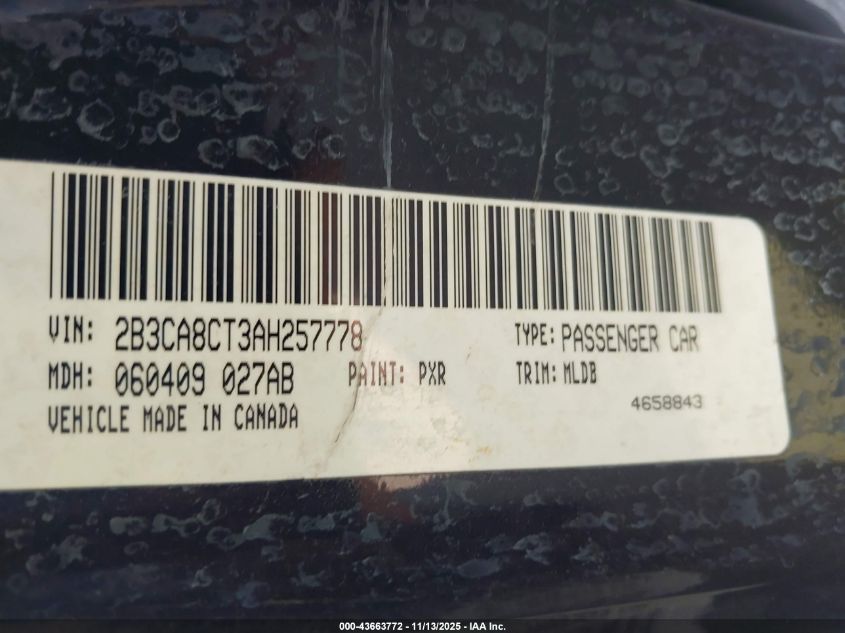 VIN: 2B3CA8CT3AH257778 TYPE: PASSENGER CAR
MDH: 060409 027AB PAINT: PXR TRIM: MLDB
VEHICLE MADE IN CANADA 4658843
000-43663772 - 11/13/2025 - IAA Inc.